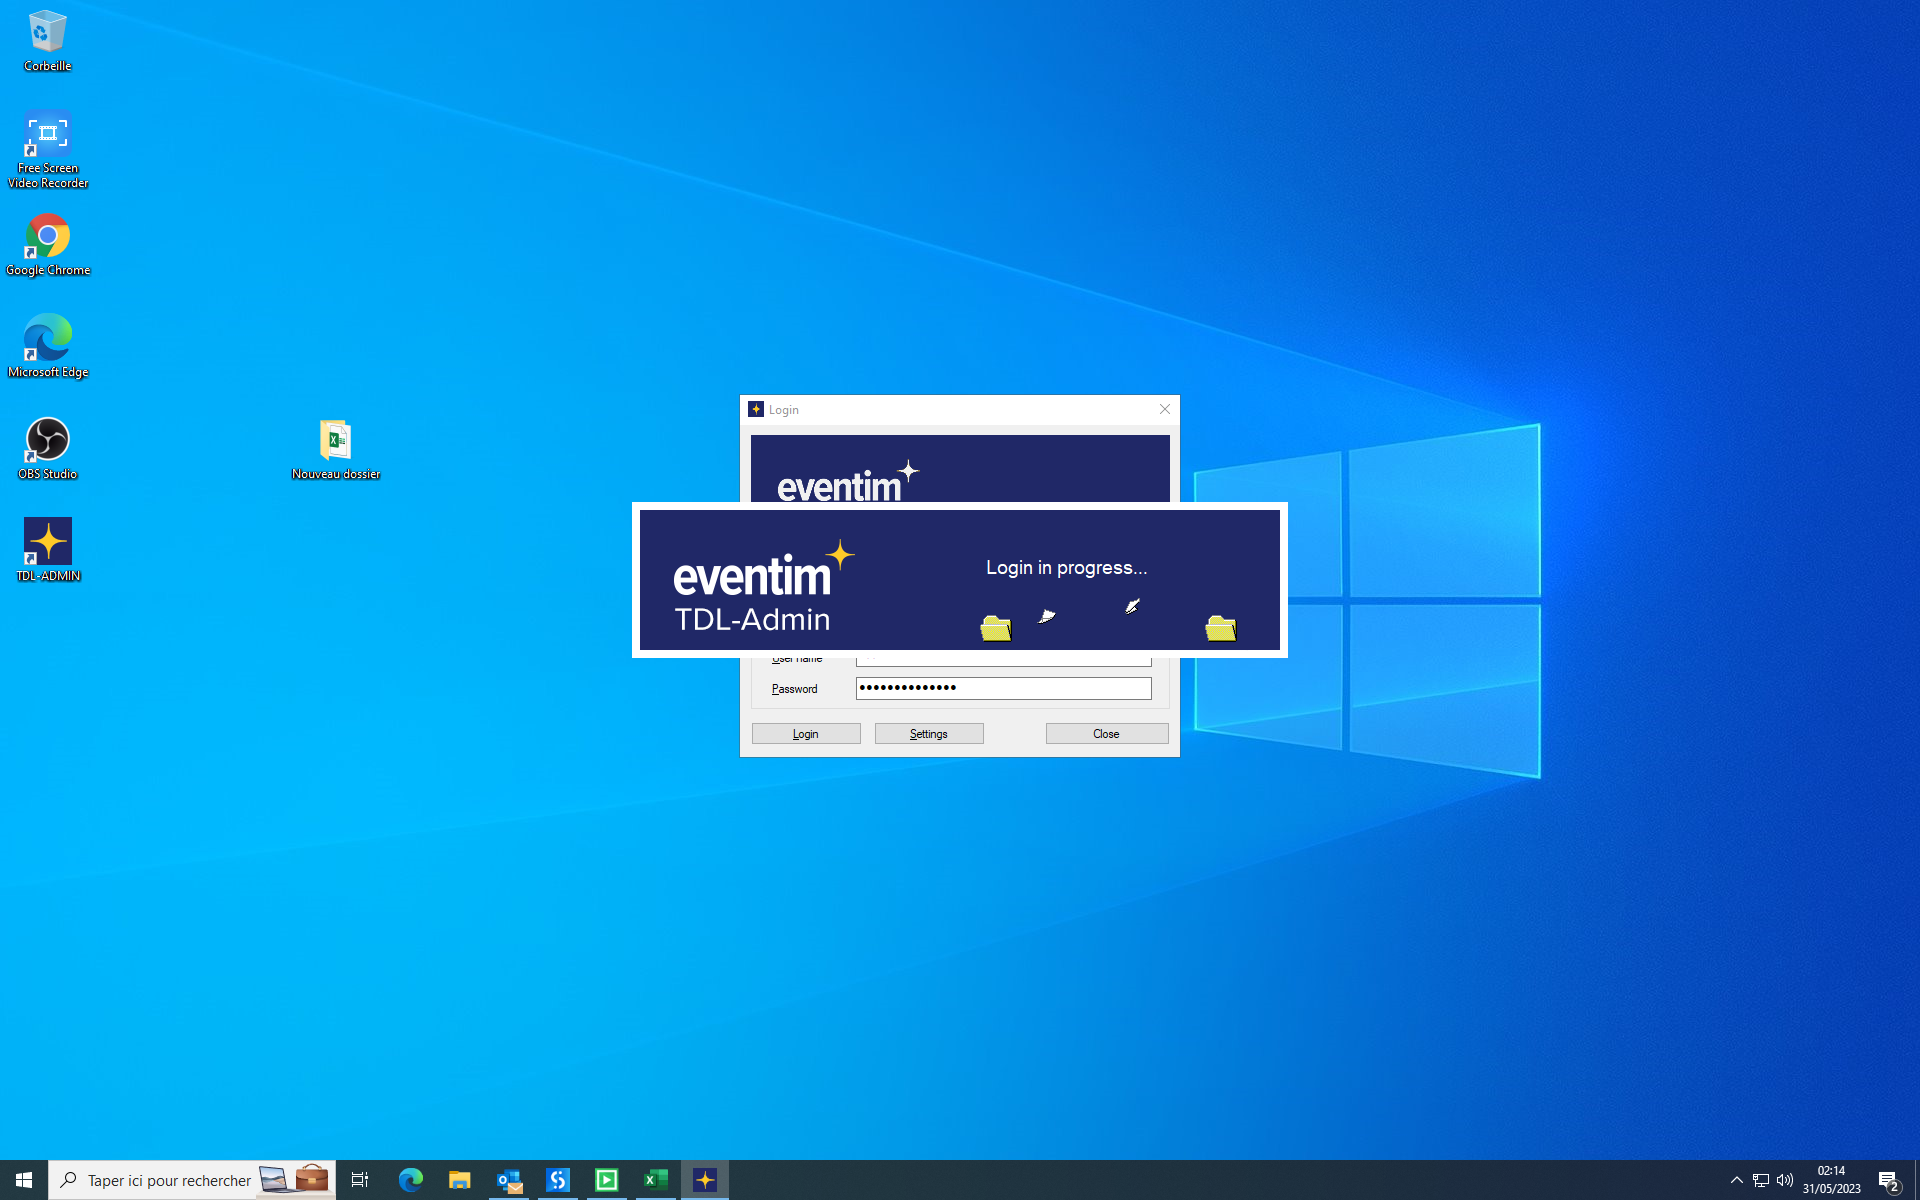 Corbeille
Free Screen
Video Recorder
Google Chrome
Microsoft Edge
OBS Studio
Nouveau dossier
TDL-ADMIN
Login
eventim
eventim
TDL-Admin
Login in progress...
User name
Password
••••••••••••••
Login
Settings
Close
Taper ici pour rechercher
02:14
31/05/2023
2